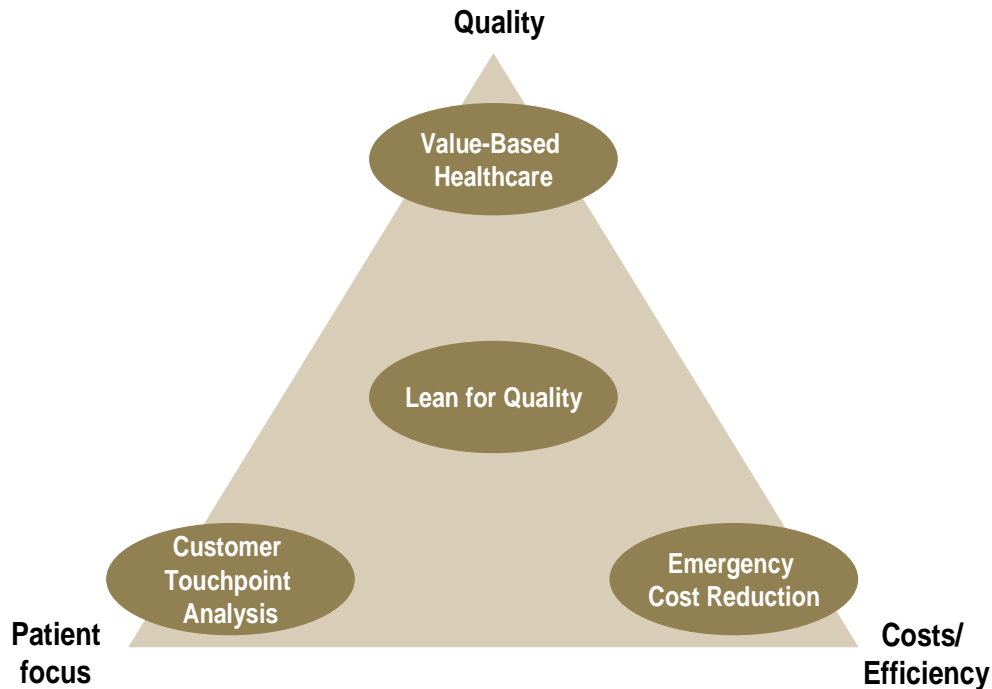 Quality
Value-Based
Healthcare
Lean for Quality
Customer
Touchpoint
Analysis
Emergency
Cost Reduction
Patient
focus
Costs/
Efficiency